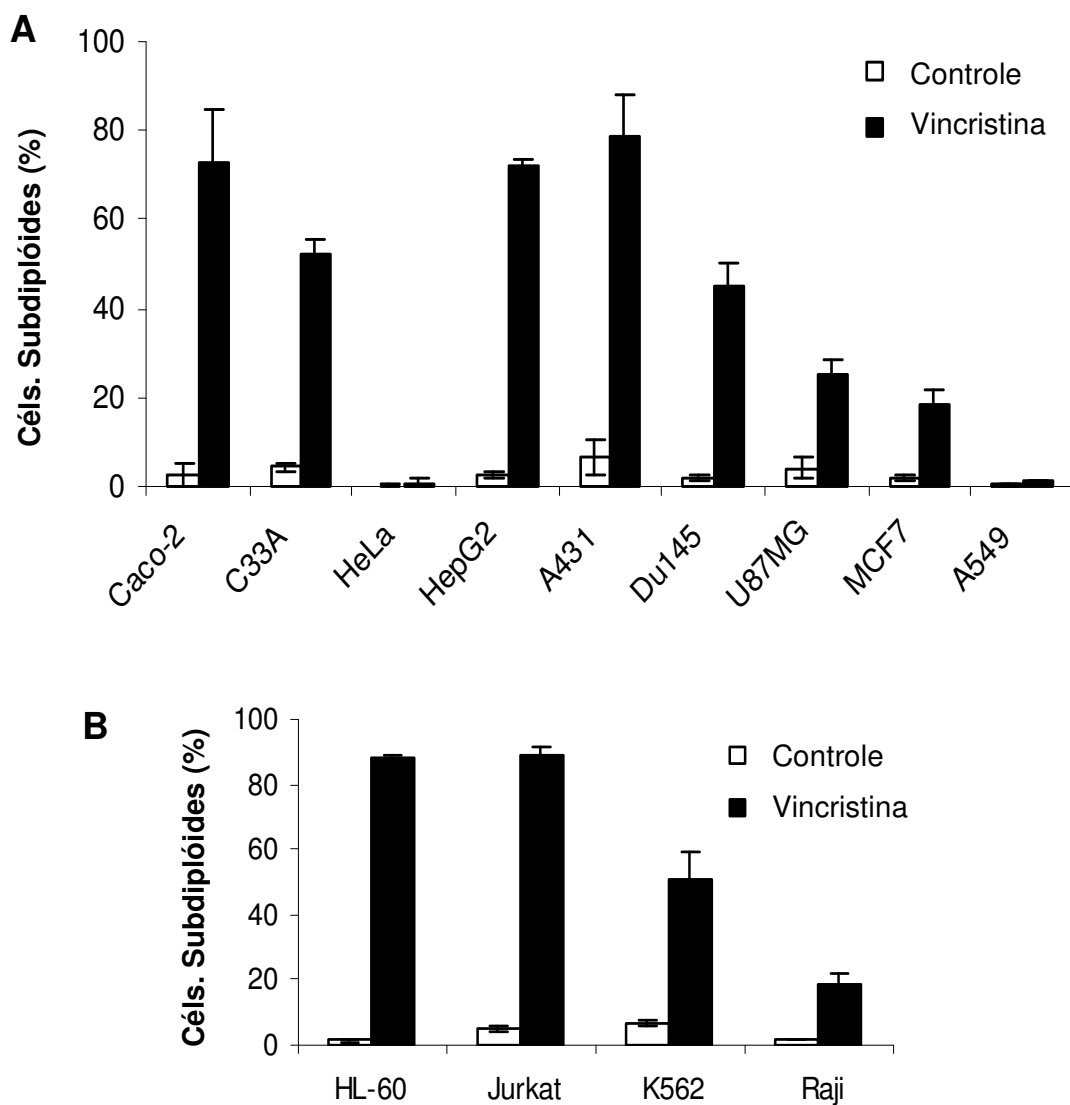 A
Céls. Subdiplóides (%)
100
80
60
40
20
0
Controle
Vincristina
Caco-2
C33A
HeLa
HepG2
A431
Du145
U87MG
MCF7
A549
B
Céls. Subdiplóides (%)
100
80
60
40
20
0
Controle
Vincristina
HL-60
Jurkat
K562
Raji